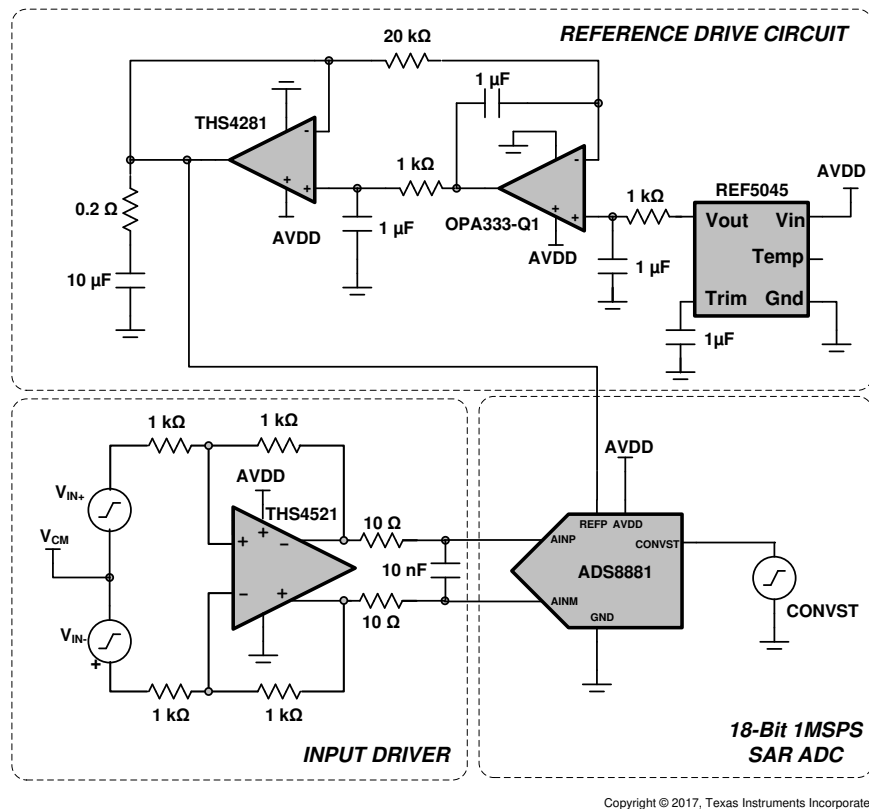 REFERENCE DRIVE CIRCUIT
20 kΩ
1 µF
THS4281
-
+
+
AVDD
1 kΩ
1 µF
-
+
+
OPA333-Q1
AVDD
1 kΩ
1 µF
REF5045
AVDD
Vout
Vin
Temp
Trim
Gnd
1µF
0.2 Ω
10 µF
1 kΩ
1 kΩ
AVDD
THS4521
VIN+
VCM
VIN-
+
+
+
−
−
+
10 Ω
10 nF
10 Ω
1 kΩ
1 kΩ
INPUT DRIVER
AVDD
REFP
AVDD
AINP
CONVST
ADS8881
AINM
GND
CONVST
18-Bit 1MSPS
SAR ADC
Copyright © 2017, Texas Instruments Incorporate